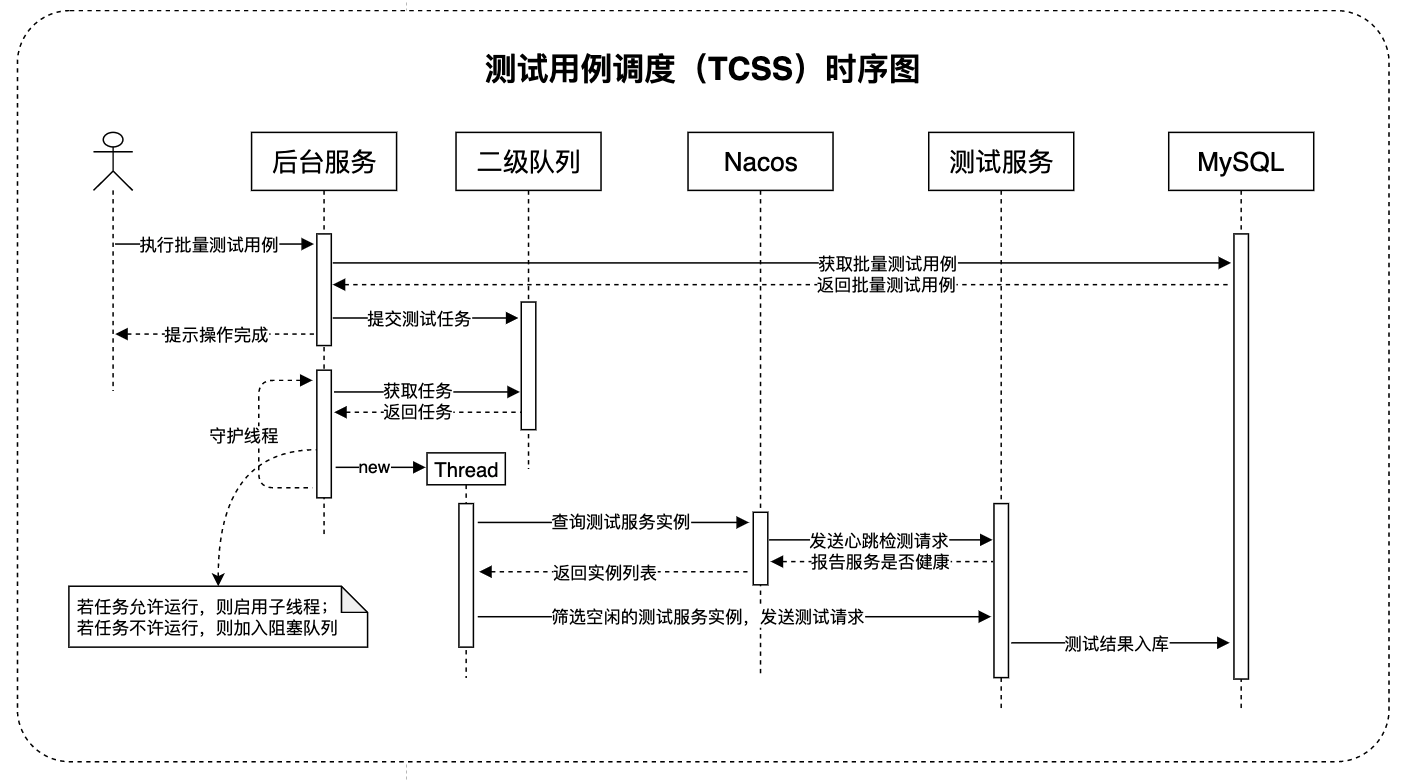 测试用例调度（TCSS）时序图
后台服务
二级队列
Nacos
测试服务
MySQL
执行批量测试用例
获取批量测试用例
返回批量测试用例
提交测试任务
提示操作完成
获取任务
返回任务
守护线程
new
Thread
查询测试服务实例
发送心跳检测请求
报告服务是否健康
返回实例列表
若任务允许运行，则启用子线程；
若任务不许运行，则加入阻塞队列
筛选空闲的测试服务实例，发送测试请求
测试结果入库